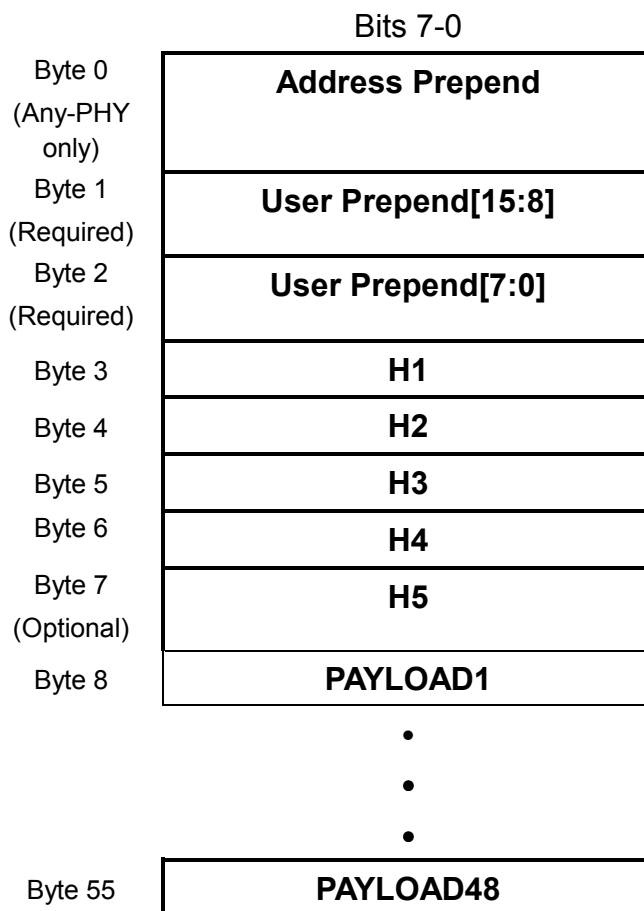 Bits 7-0
Byte 0
(Any-PHY
only)
Address Prepend
Byte 1
(Required)
User Prepend[15:8]
Byte 2
(Required)
User Prepend[7:0]
Byte 3
H1
Byte 4
H2
Byte 5
H3
Byte 6
H4
Byte 7
(Optional)
H5
Byte 8
PAYLOAD1
•
•
•
Byte 55
PAYLOAD48